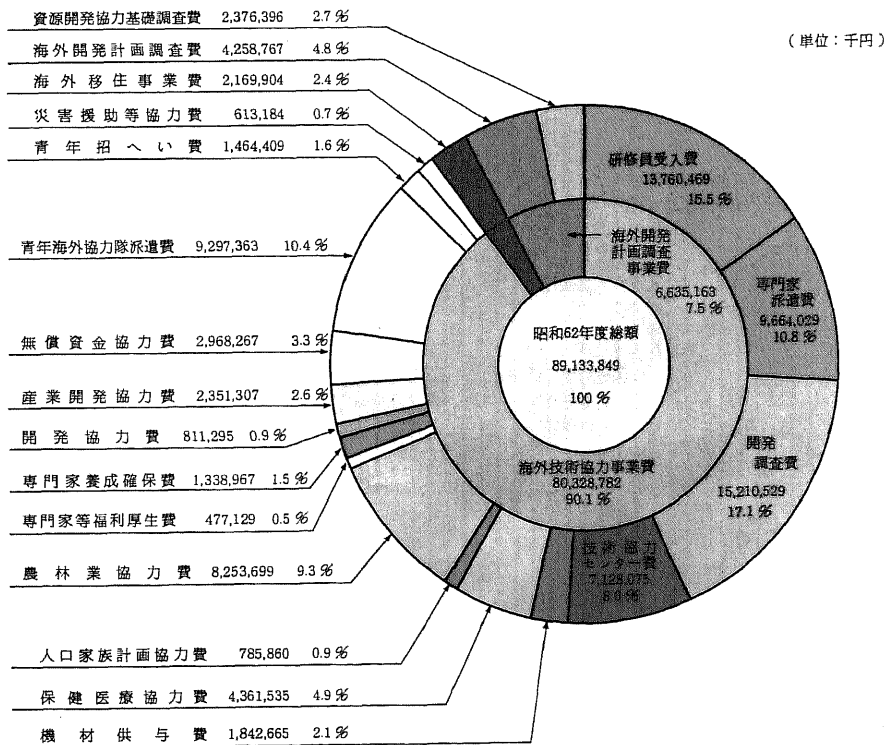 (単位:千円)
資源開発協力基礎調査費 2,376,396 2.7%
海外開発計画調査費 4,258,767 4.8%
海外移住事業費 2,169,904 2.4%
災害援助等協力費 613,184 0.7%
青年招へい費 1,464,409 1.6%
青年海外協力隊派遣費 9,297,363 10.4%
無償資金協力費 2,968,267 3.3%
産業開発協力費 2,351,307 2.6%
開発協力費 811,295 0.9%
専門家養成確保費 1,338,967 1.5%
専門家等福利厚生費 477,129 0.5%
農林業協力費 8,253,699 9.3%
人口家族計画協力費 785,860 0.9%
保健医療協力費 4,361,535 4.9%
機材供与費 1,842,665 2.1%
研修員受入費
13,760,469
15.5%
専門家
派遣費
9,664,029
10.8%
開発
調査費
15,210,529
17.1%
技術協力
センター費
7,128,075
8.0%
海外開発
計画調査
事業費
6,635,163
7.5%
昭和62年度総額
89,133,849
100%
海外技術協力事業費
80,328,782
90.1%